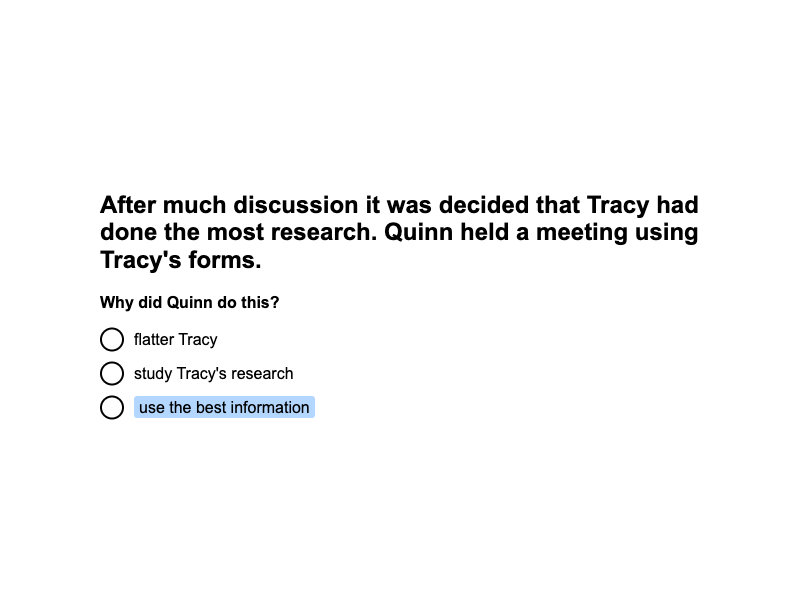 After much discussion it was decided that Tracy had
done the most research. Quinn held a meeting using
Tracy's forms.
Why did Quinn do this?
flatter Tracy
study Tracy's research
use the best information